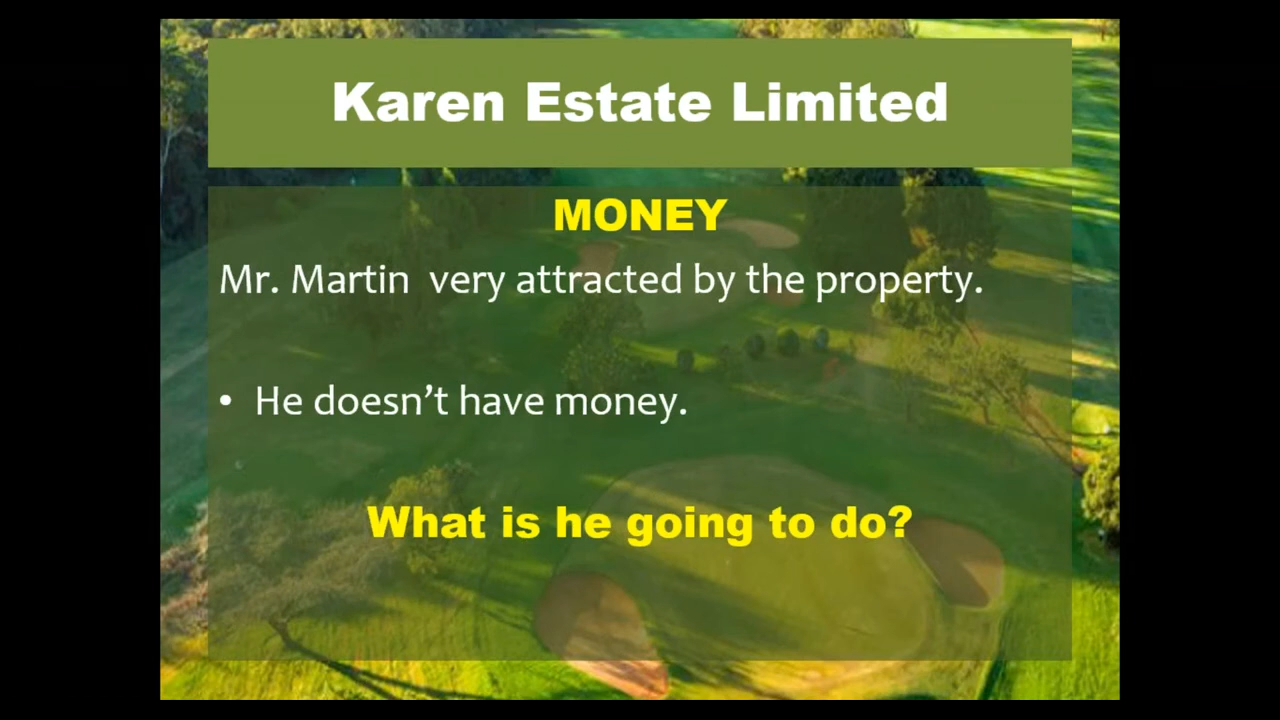 Karen Estate Limited
MONEY
Mr. Martin  very attracted by the property.
• He doesn’t have money.
What is he going to do?